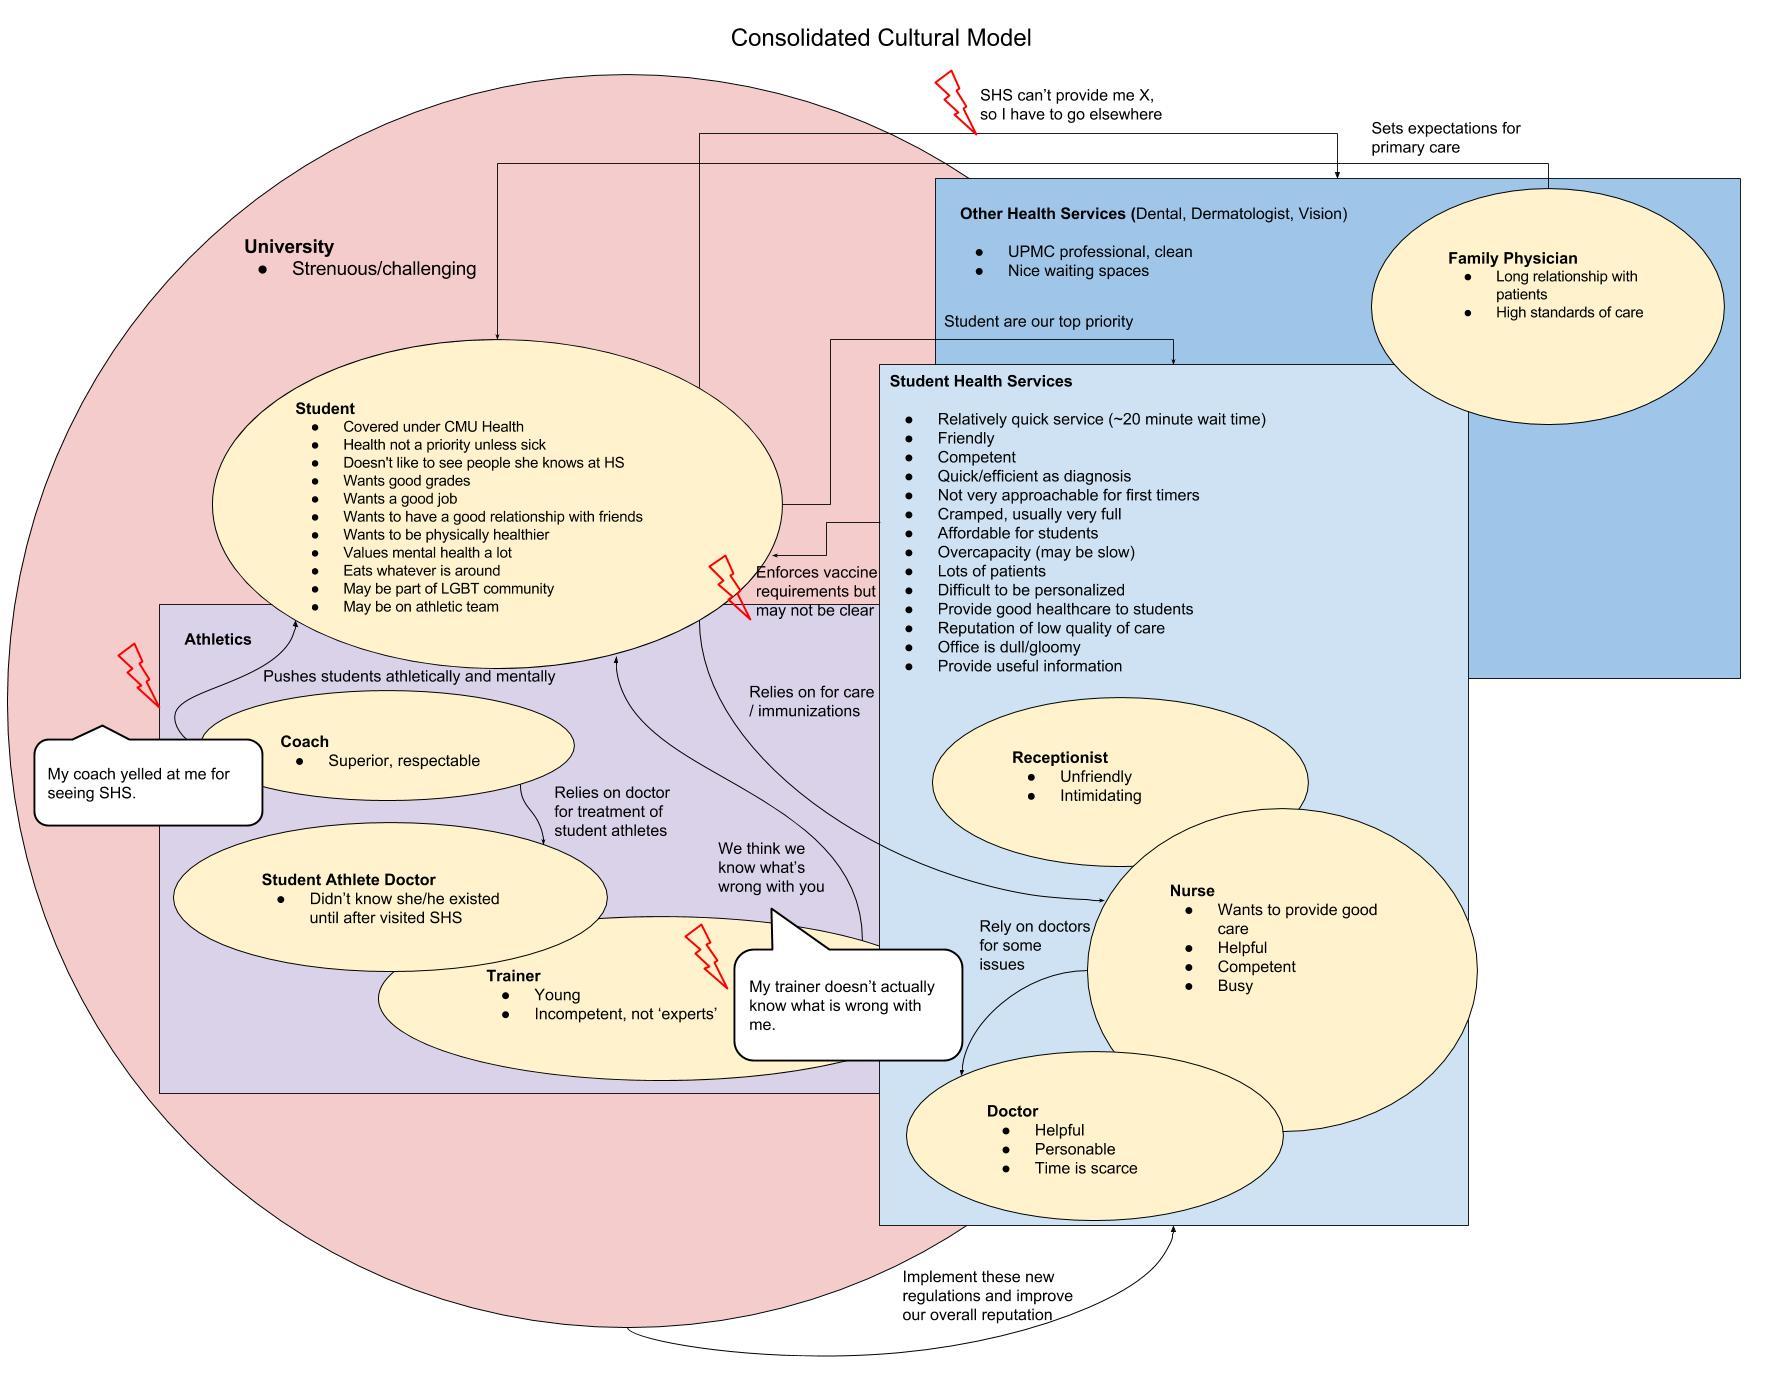 Consolidated Cultural Model
SHS can't provide me X,
so I have to go elsewhere
Sets expectations for
primary care
University
● Strenuous/challenging
Other Health Services (Dental, Dermatologist, Vision)
● UPMC professional, clean
● Nice waiting spaces
Family Physician
● Long relationship with
patients
● High standards of care
Student are our top priority
Student
● Covered under CMU Health
● Health not a priority unless sick
● Doesn't like to see people she knows at HS
● Wants good grades
● Wants a good job
● Wants to have a good relationship with friends
● Wants to be physically healthier
● Values mental health a lot
● Eats whatever is around
● May be part of LGBT community
● May be on athletic team
Student Health Services
● Relatively quick service (~20 minute wait time)
● Friendly
● Competent
● Quick/efficient as diagnosis
● Not very approachable for first timers
● Cramped, usually very full
● Affordable for students
● Overcapacity (may be slow)
● Lots of patients
● Difficult to be personalized
● Provide good healthcare to students
● Reputation of low quality of care
● Office is dull/gloomy
● Provide useful information
Enforces vaccine
requirements but
may not be clear
Athletics
Pushes students athletically and mentally
Relies on for care
/ immunizations
Coach
● Superior, respectable
My coach yelled at me for
seeing SHS.
Relies on doctor
for treatment of
student athletes
Student Athlete Doctor
● Didn't know she/he existed
until after visited SHS
We think we
know what's
wrong with you
Trainer
● Young
● Incompetent, not ‘experts’
My trainer doesn't actually
know what is wrong with
me.
Receptionist
● Unfriendly
● Intimidating
Nurse
● Wants to provide good
care
● Helpful
● Competent
● Busy
Rely on doctors
for some
issues
Doctor
● Helpful
● Personable
● Time is scarce
Implement these new
regulations and improve
our overall reputation